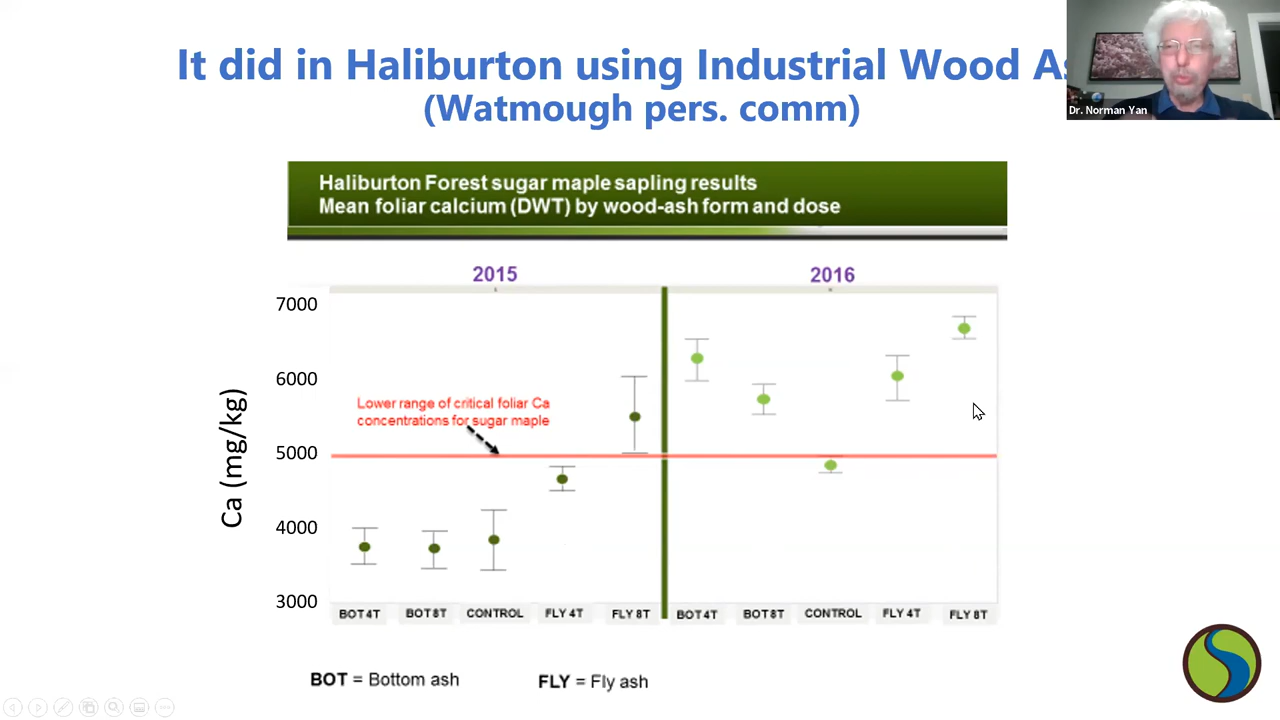 It did in Haliburton using Industrial Wood A
(Watmough pers. comm)
Dr. Norman Yan
Haliburton Forest sugar maple sapling results
Mean foliar calcium (DWT) by wood-ash form and dose
2015
2016
7000
6000
5000
4000
3000
Ca (mg/kg)
Lower range of critical foliar Ca
concentrations for sugar maple
BOT 4T
BOT 8T
CONTROL
FLY 4T
FLY 8T
BOT 4T
BOT 8T
CONTROL
FLY 4T
FLY 8T
BOT = Bottom ash
FLY = Fly ash